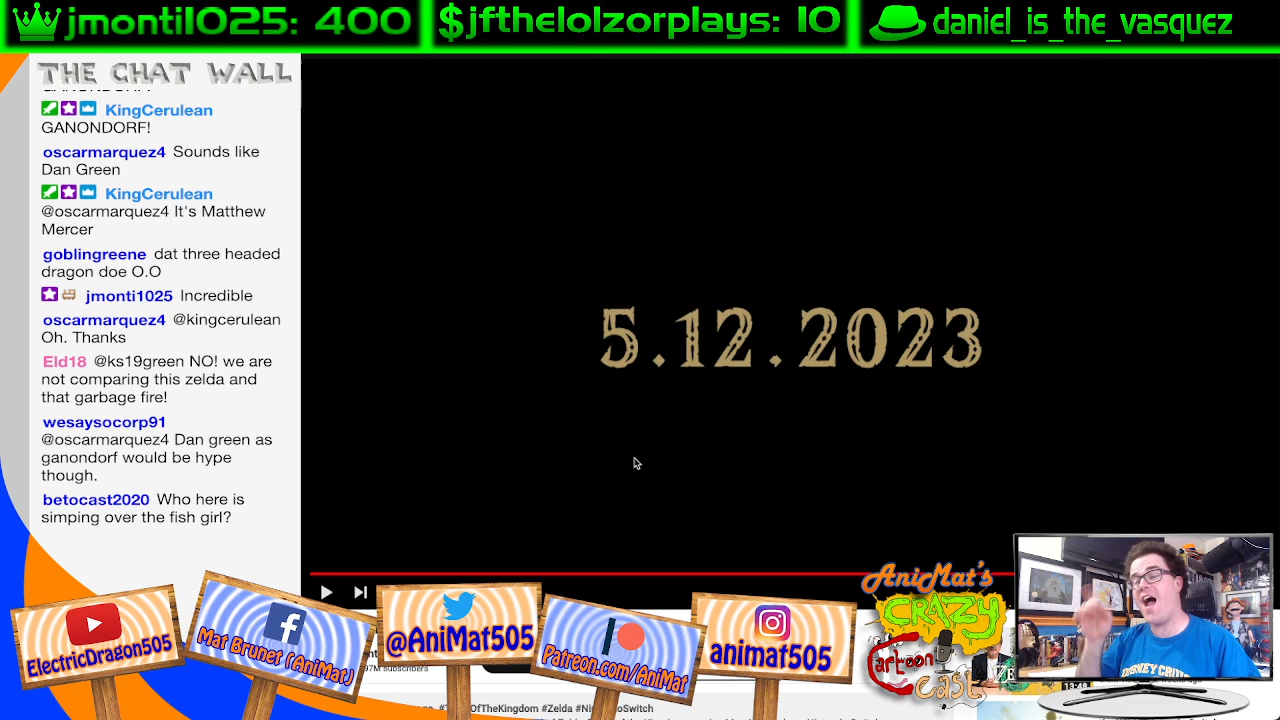 jmonti1025: 400
$jfthelolzorplays: 10
daniel_is_the_vasquez
THE CHAT WALL
KingCerulean
GANONDORF!
oscarmarquez4 Sounds like
Dan Green
KingCerulean
@oscarmarquez4 It's Matthew
Mercer
goblingreene dat three headed
dragon doe O.O
jmonti1025 Incredible
oscarmarquez4 @kingcerulean
Oh. Thanks
Eld18 @ks19green NO! we are
not comparing this zelda and
that garbage fire!
wesaysocorp91
@oscarmarquez4 Dan green as
ganondorf would be hype
though.
betocast2020 Who here is
simping over the fish girl?
5.12.2023
ElectricDragon505
Mat Brunet (AniMat)
@AniMat505
Patreon.com/AniMat
animat505
AniMat's
CRAZY
Cartoon
Cast
subscribers
OfTheKingdom #Zelda